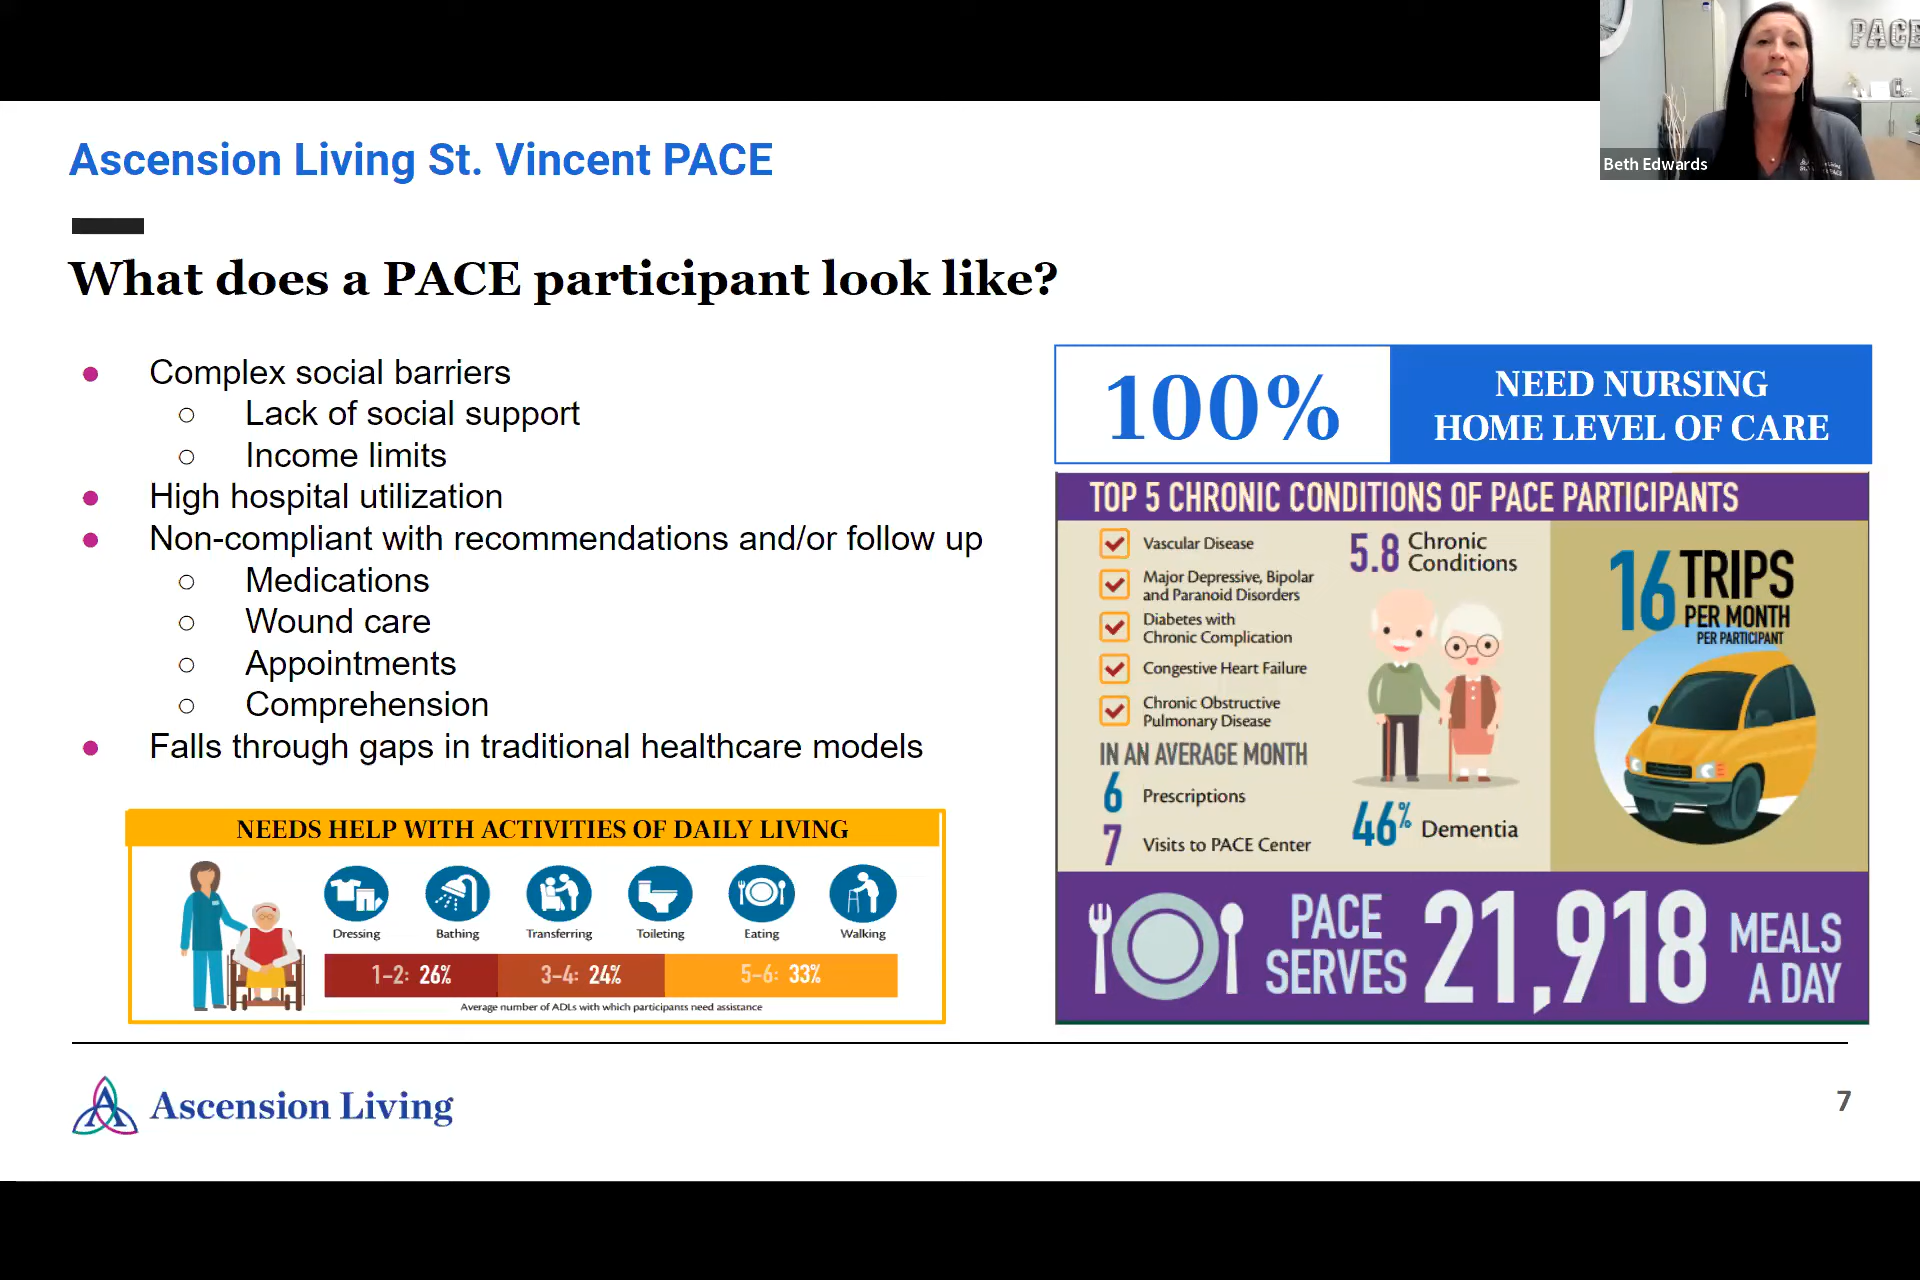 PACE
Beth Edwards
Ascension Living St. Vincent PACE
What does a PACE participant look like?
Complex social barriers
Lack of social support
Income limits
High hospital utilization
Non-compliant with recommendations and/or follow up
Medications
Wound care
Appointments
Comprehension
Falls through gaps in traditional healthcare models
NEEDS HELP WITH ACTIVITIES OF DAILY LIVING
Dressing Bathing Transferring Toileting Eating Walking
1–2: 26% 3–4: 24% 5–6: 33%
Average number of ADLs with which participants need assistance
100%
NEED NURSING
HOME LEVEL OF CARE
TOP 5 CHRONIC CONDITIONS OF PACE PARTICIPANTS
Vascular Disease
Major Depressive, Bipolar
and Paranoid Disorders
Diabetes with
Chronic Complication
Congestive Heart Failure
Chronic Obstructive
Pulmonary Disease
IN AN AVERAGE MONTH
6 Prescriptions
7 Visits to PACE Center
5.8 Chronic
Conditions
46% Dementia
16 TRIPS
PER MONTH
PER PARTICIPANT
PACE
SERVES
21,918
MEALS
A DAY
Ascension Living
7